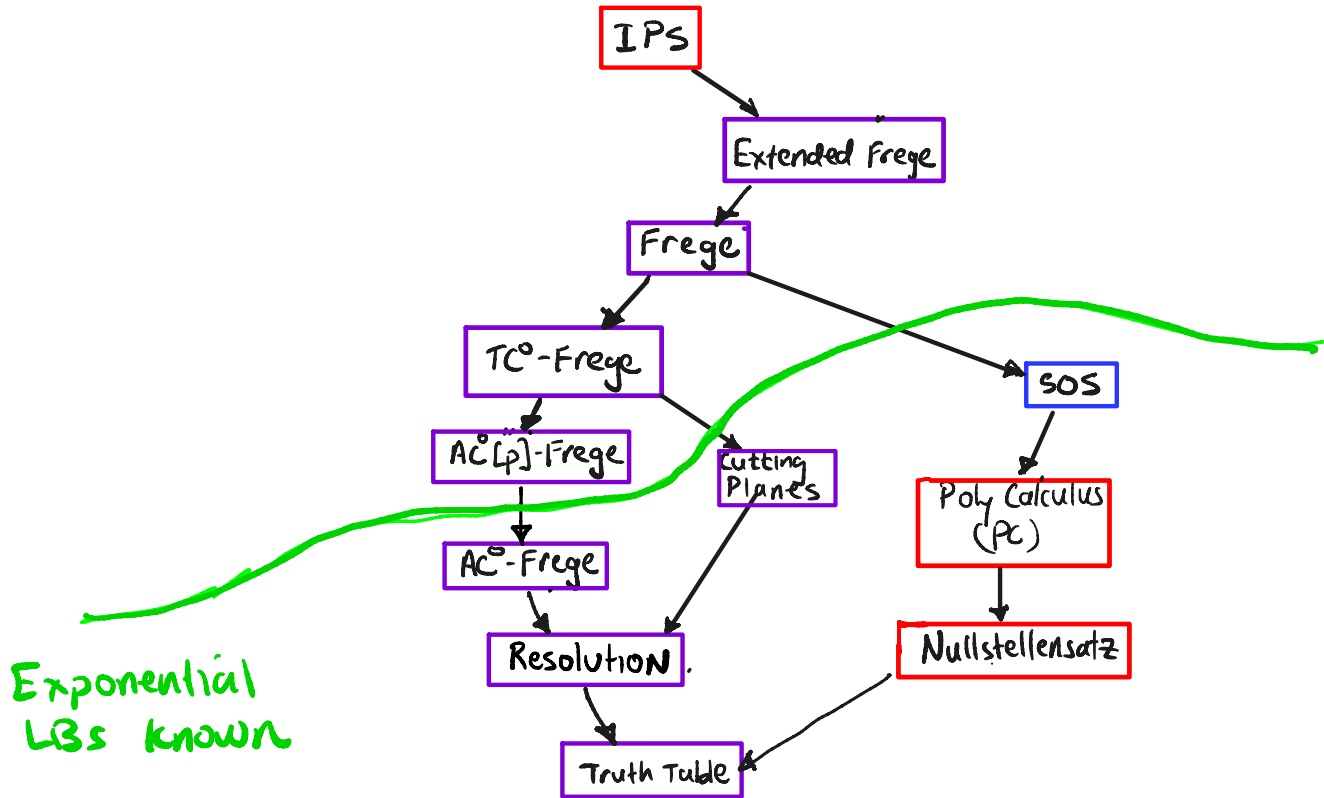 IPS
Extended Frege
Frege
TC⁰-Frege
SOS
AC⁰[p]-Frege
Cutting
Planes
Poly Calculus
(PC)
AC⁰-Frege
Resolution
Nullstellensatz
Exponential
LBs known
Truth Table